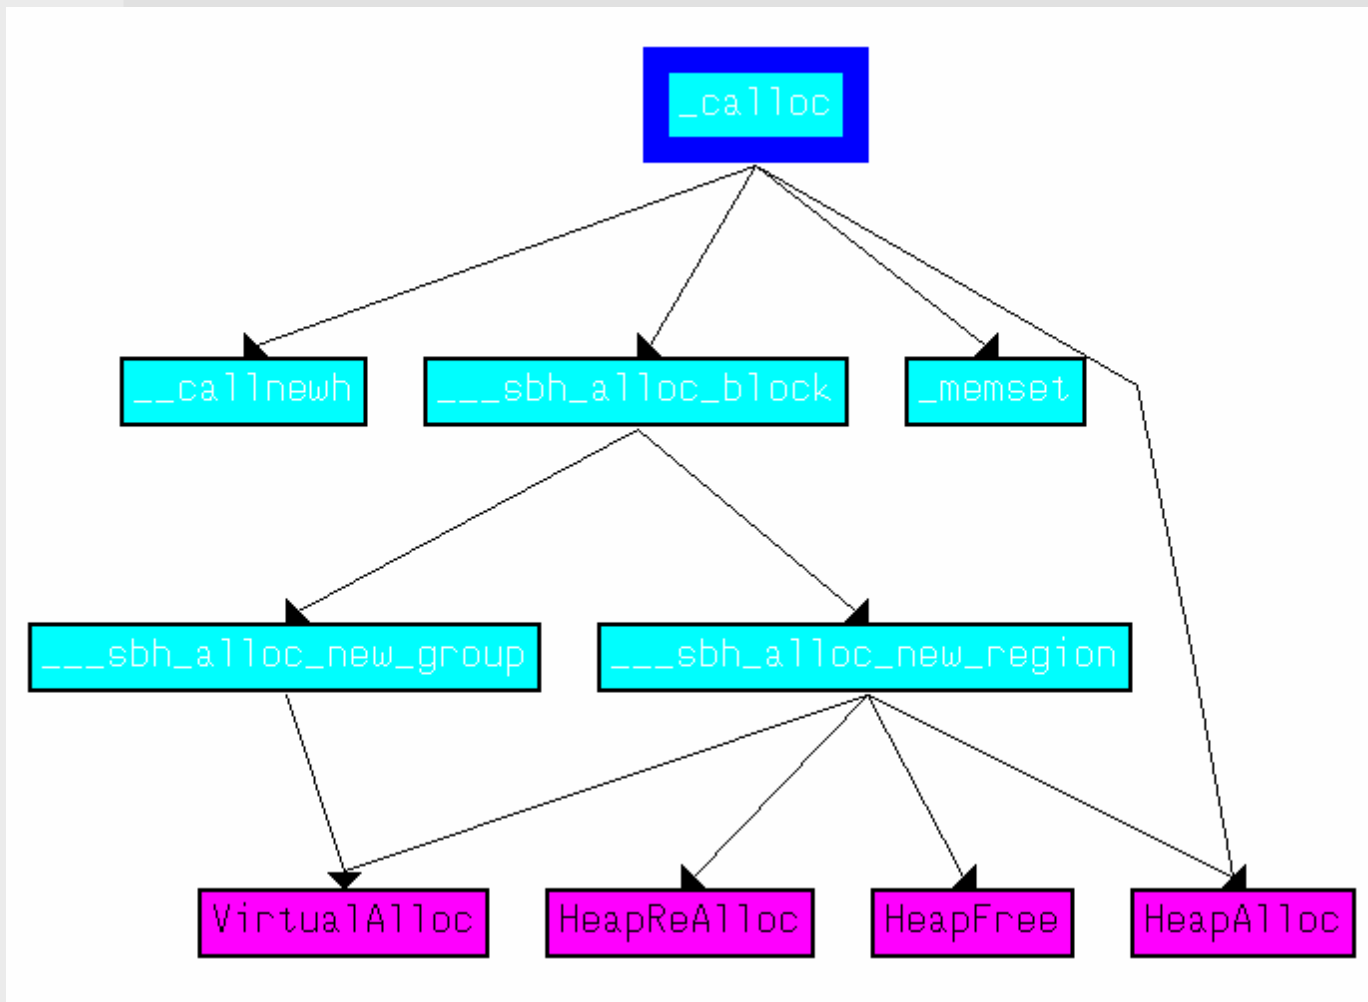 _calloc
__callnewh
___sbh_alloc_block
_memset
___sbh_alloc_new_group
___sbh_alloc_new_region
VirtualAlloc
HeapReAlloc
HeapFree
HeapAlloc